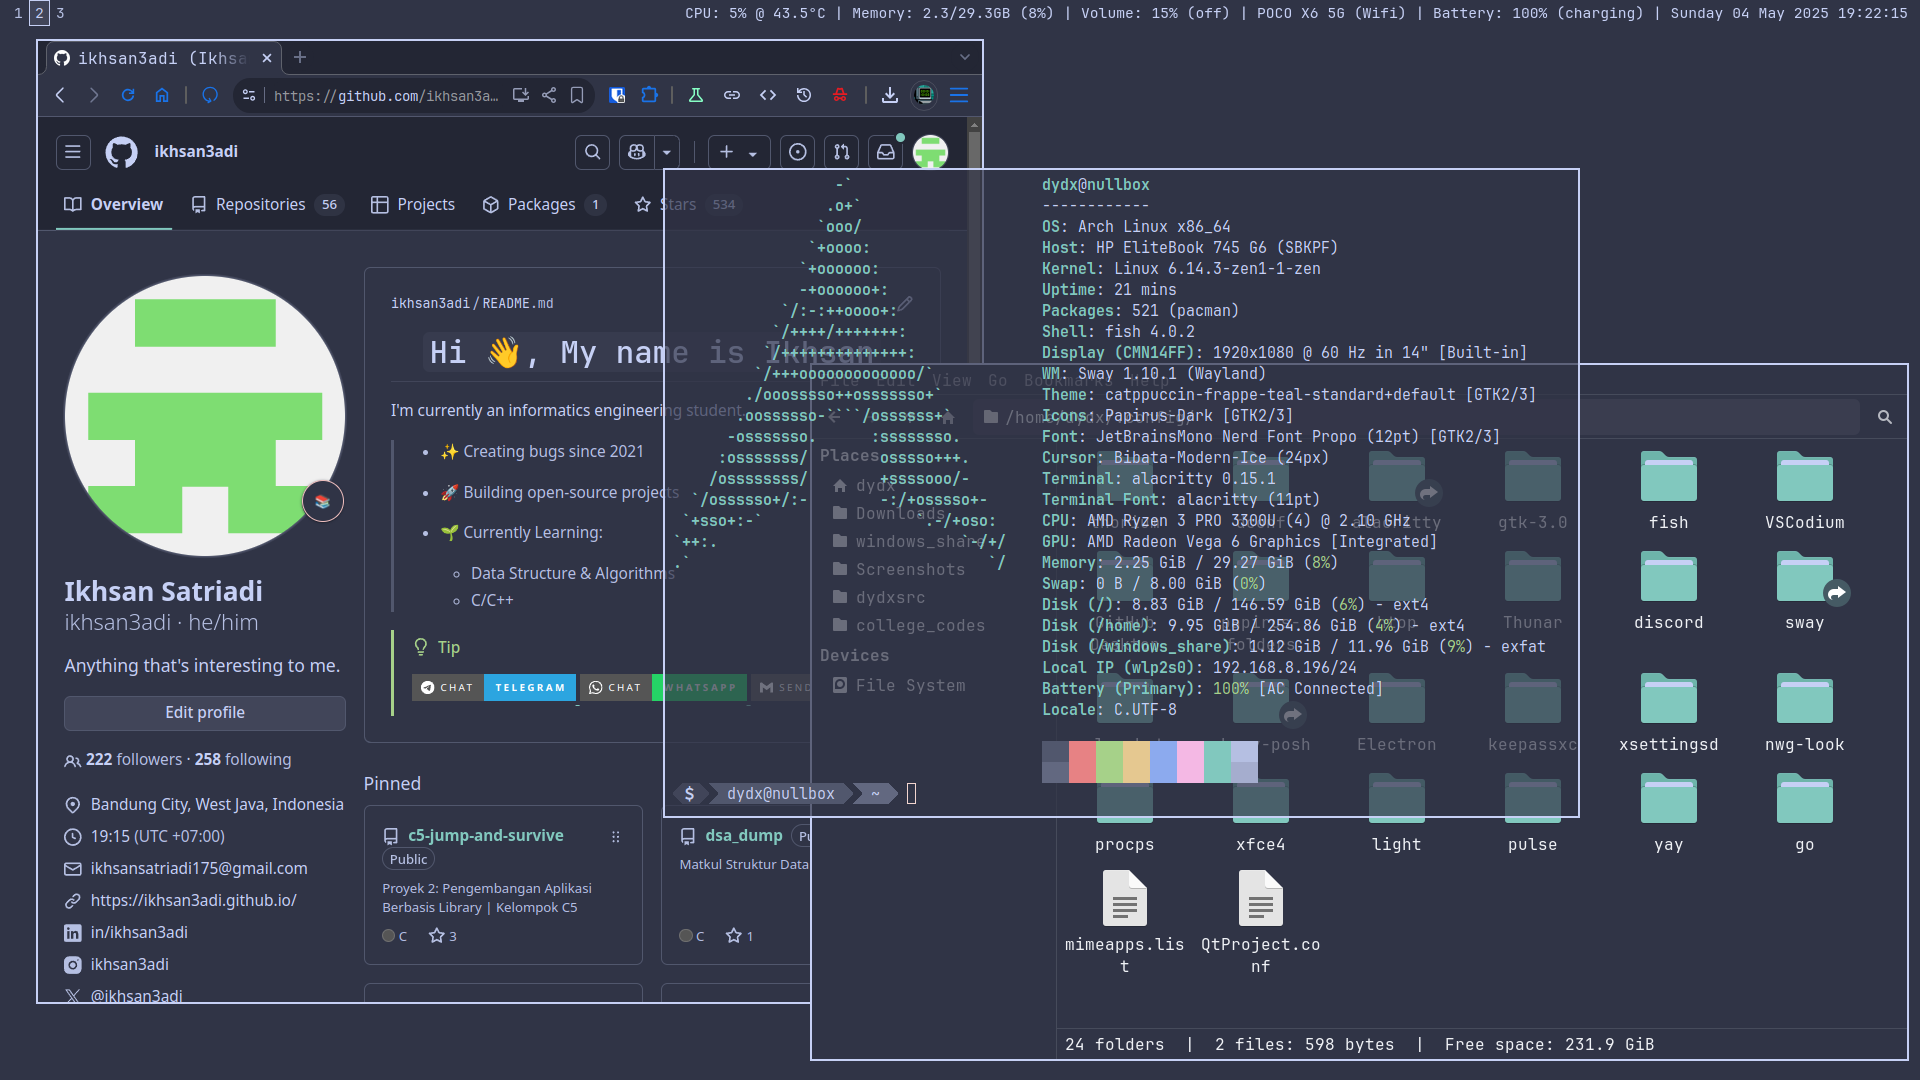 1 2 3
CPU: 5% @ 43.5°C | Memory: 2.3/29.3GB (8%) | Volume: 15% (off) | POCO X6 5G (Wifi) | Battery: 100% (charging) | Sunday 04 May 2025 19:22:15
ikhsan3adi (Ikhsa
https://github.com/ikhsan3a…
ikhsan3adi
Overview
Repositories 56
Projects
Packages 1
Stars 534
ikhsan3adi/README.md
Hi 👋, My name is Ikhsan
I'm currently an informatics engineering student.
✨ Creating bugs since 2021
🚀 Building open-source projects
🌱 Currently Learning:
Data Structure & Algorithms
C/C++
Tip
CHAT TELEGRAM
CHAT WHATSAPP
SEND
Ikhsan Satriadi
ikhsan3adi · he/him
Anything that's interesting to me.
Edit profile
222 followers · 258 following
Bandung City, West Java, Indonesia
19:15 (UTC +07:00)
ikhsansatriadi175@gmail.com
https://ikhsan3adi.github.io/
in/ikhsan3adi
ikhsan3adi
@ikhsan3adi
Pinned
c5-jump-and-survive
Public
Proyek 2: Pengembangan Aplikasi
Berbasis Library | Kelompok C5
C 3
dsa_dump
Pu
Matkul Struktur Data
C 1
dydx@nullbox
------------
OS: Arch Linux x86_64
Host: HP EliteBook 745 G6 (SBKPF)
Kernel: Linux 6.14.3-zen1-1-zen
Uptime: 21 mins
Packages: 521 (pacman)
Shell: fish 4.0.2
Display (CMN14FF): 1920x1080 @ 60 Hz in 14" [Built-in]
WM: Sway 1.10.1 (Wayland)
Theme: catppuccin-frappe-teal-standard+default [GTK2/3]
Icons: Papirus-Dark [GTK2/3]
Font: JetBrainsMono Nerd Font Propo (12pt) [GTK2/3]
Cursor: Bibata-Modern-Ice (24px)
Terminal: alacritty 0.15.1
Terminal Font: alacritty (11pt)
CPU: AMD Ryzen 3 PRO 3300U (4) @ 2.10 GHz
GPU: AMD Radeon Vega 6 Graphics [Integrated]
Memory: 2.25 GiB / 29.27 GiB (8%)
Swap: 0 B / 8.00 GiB (0%)
Disk (/): 8.83 GiB / 146.59 GiB (6%) - ext4
Disk (/home): 9.95 GiB / 254.86 GiB (4%) - ext4
Disk (/windows_share): 1.12 GiB / 11.96 GiB (9%) - exfat
Local IP (wlp2s0): 192.168.8.196/24
Battery (Primary): 100% [AC Connected]
Locale: C.UTF-8
$ dydx@nullbox ~
File Edit View Go Bookmarks Help
/home/dydx/.config/
Places
dydx
Downloads
windows_share
Screenshots
dydxsrc
college_codes
Devices
File System
alacritty
gtk-3.0
fish
VSCodium
Thunar
discord
sway
-posh
Electron
keepassxc
xsettingsd
nwg-look
procps
xfce4
light
pulse
yay
go
mimeapps.lis
t
QtProject.co
nf
24 folders | 2 files: 598 bytes | Free space: 231.9 GiB